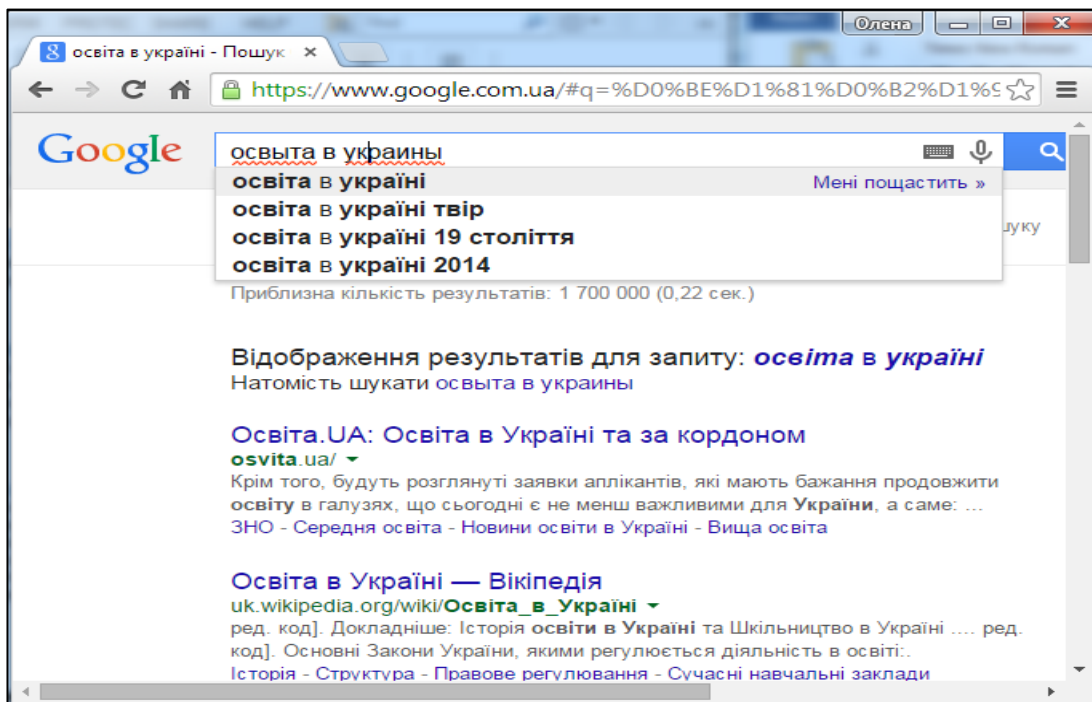 Олена
освіта в україні - Пошук
https://www.google.com.ua/#q=%D0%BE%D1%81%D0%B2%D1%9
Google
освыта в украины
освіта в україні Мені пощастить »
освіта в україні твір
освіта в україні 19 століття
освіта в україні 2014
Приблизна кількість результатів: 1 700 000 (0,22 сек.)
Відображення результатів для запиту: освіта в україні
Натомість шукати освыта в украины
Освіта.UA: Освіта в Україні та за кордоном
osvita.ua/
Крім того, будуть розглянуті заявки аплікантів, які мають бажання продовжити
освіту в галузях, що сьогодні є не менш важливими для України, а саме: ...
ЗНО - Середня освіта - Новини освіти в Україні - Вища освіта
Освіта в Україні — Вікіпедія
uk.wikipedia.org/wiki/Освіта_в_Україні
ред. код]. Докладніше: Історія освіти в Україні та Шкільництво в Україні .... ред.
код]. Основні Закони України, якими регулюється діяльність в освіті:.
Історія - Структура - Правове регулювання - Сучасні навчальні заклади